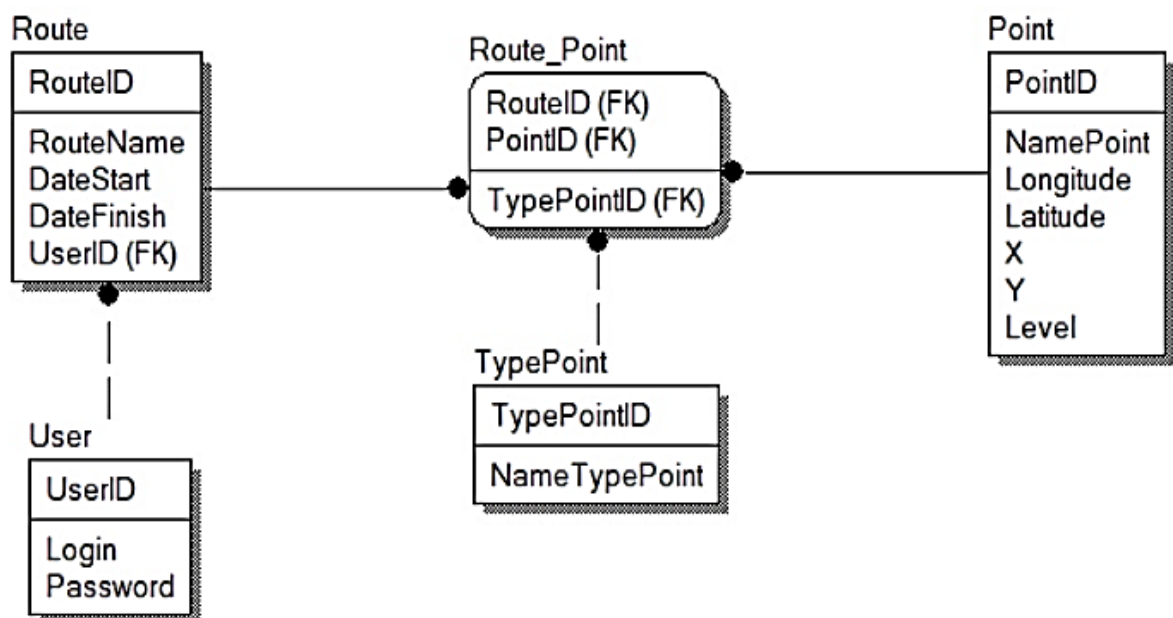 Route
RouteID
RouteName
DateStart
DateFinish
UserID (FK)
Route_Point
RouteID (FK)
PointID (FK)
TypePointID (FK)
Point
PointID
NamePoint
Longitude
Latitude
X
Y
Level
User
UserID
Login
Password
TypePoint
TypePointID
NameTypePoint